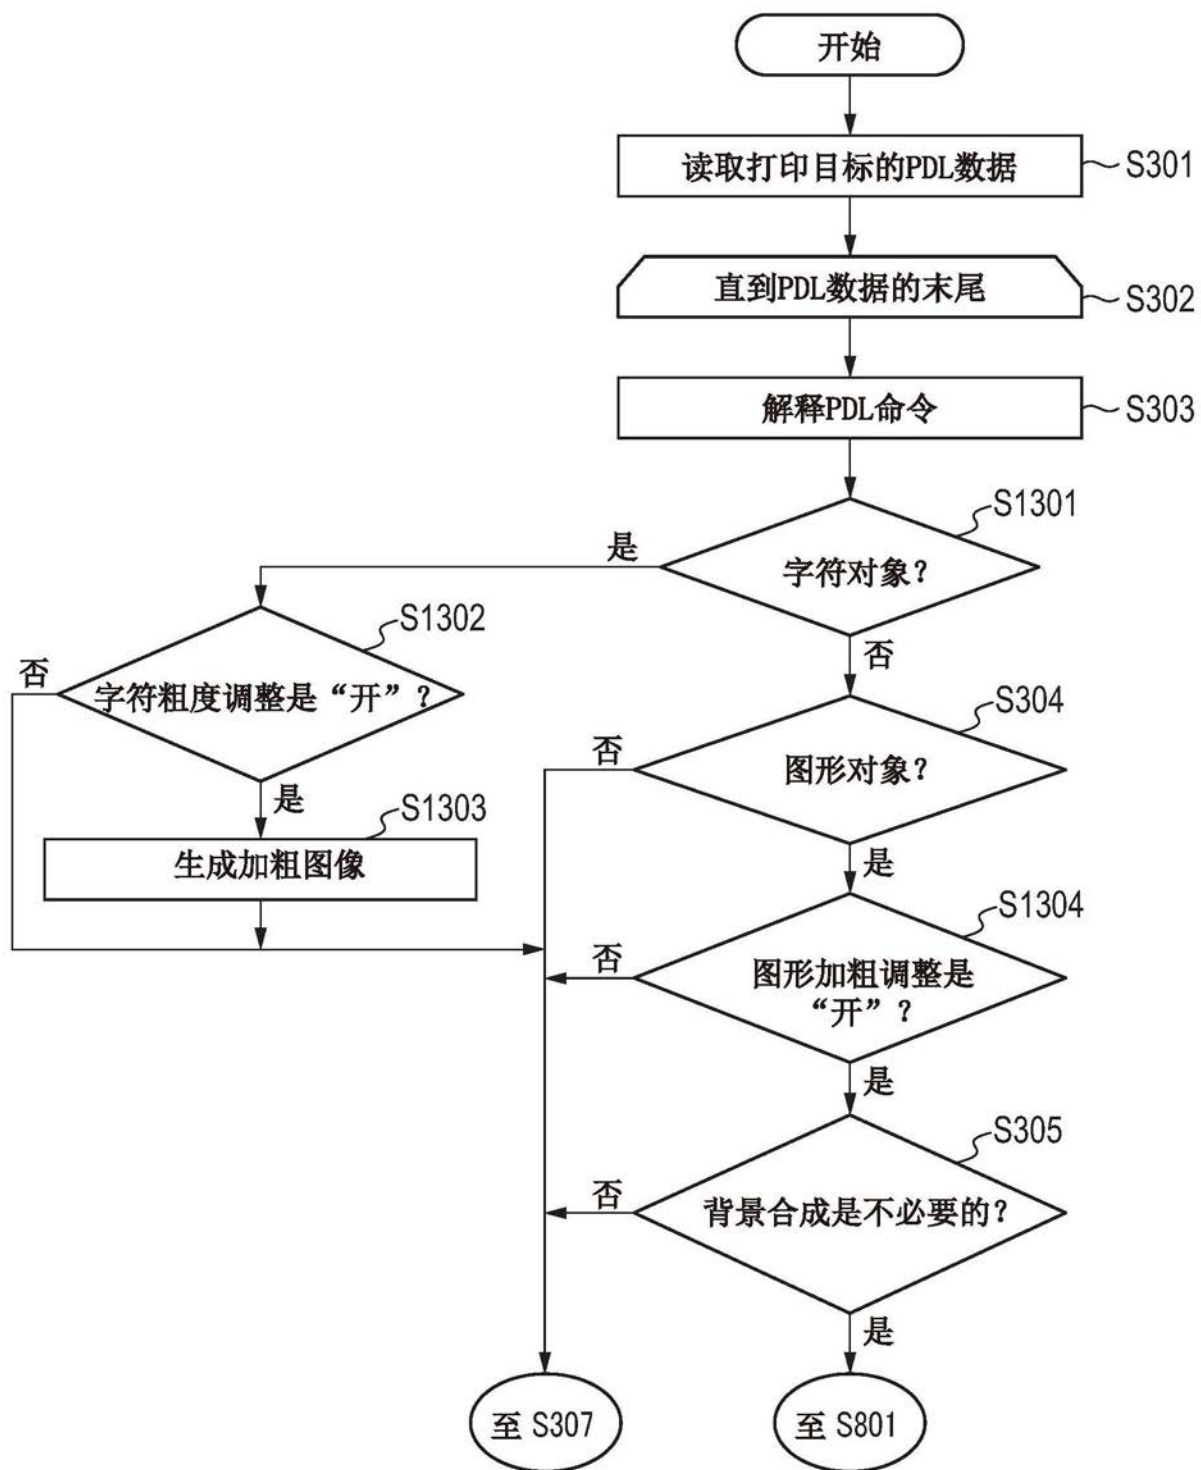 开始
读取打印目标的PDL数据
S301
直到PDL数据的末尾
S302
解释PDL命令
S303
S1301
字符对象?
是
否
S1302
字符粗度调整是“开”?
否
是
S1303
生成加粗图像
S304
图形对象?
否
是
S1304
图形加粗调整是
“开”?
否
是
S305
背景合成是不必要的?
否
是
至 S307
至 S801